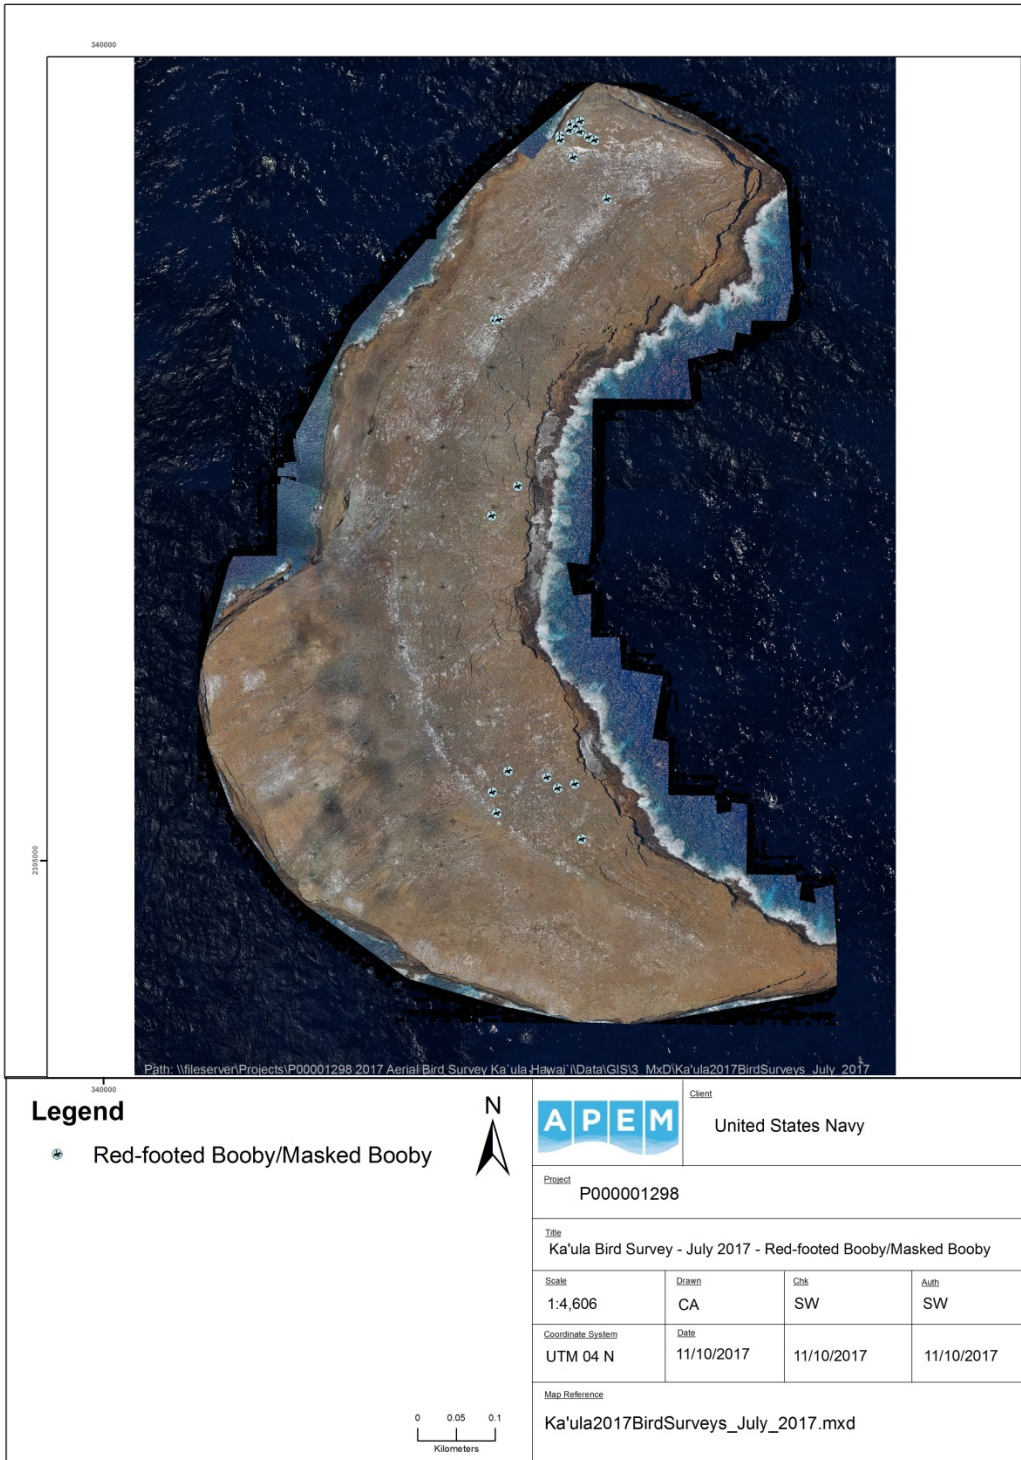 340000
2395000
Path: \\fileserver\Projects\P00001298 2017 Aerial Bird Survey Ka`ula Hawai`i\Data\GIS\3_MxD\Ka'ula2017BirdSurveys_July_2017
340000
Legend
Red-footed Booby/Masked Booby
N
0 0.05 0.1
Kilometers
APEM
Client
United States Navy
Project
P000001298
Title
Ka'ula Bird Survey - July 2017 - Red-footed Booby/Masked Booby
Scale
1:4,606
Drawn
CA
Chk
SW
Auth
SW
Coordinate System
UTM 04 N
Date
11/10/2017
11/10/2017
11/10/2017
Map Reference
Ka'ula2017BirdSurveys_July_2017.mxd